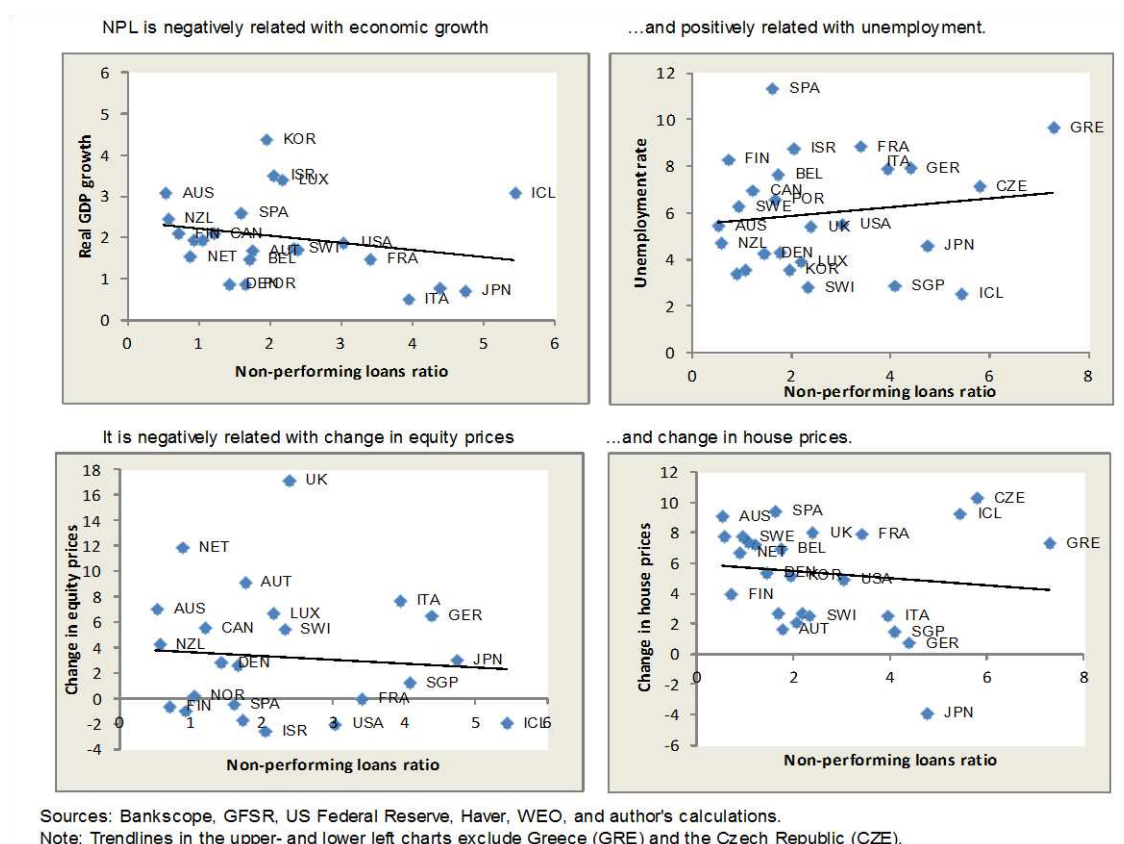 NPL is negatively related with economic growth
...and positively related with unemployment.
6
5
4
3
2
1
0
Real GDP growth
KOR
ISR
LUX
ICL
AUS
SPA
NZL
FIN
CAN
USA
AUT
SWI
NET
BEL
FRA
DEN
POR
ITA
JPN
0 1 2 3 4 5 6
Non-performing loans ratio
12
10
8
6
4
2
0
Unemployment rate
SPA
GRE
ISR
FRA
FIN
ITA
GER
BEL
CZE
CAN
POR
SWE
AUS
UK
USA
NZL
JPN
DEN
LUX
KOR
SWI
SGP
ICL
0 2 4 6 8
Non-performing loans ratio
It is negatively related with change in equity prices
...and change in house prices.
18
16
14
12
10
8
6
4
2
0
-2
-4
Change in equity prices
UK
NET
AUT
ITA
AUS
LUX
GER
CAN
SWI
NZL
DEN
JPN
SGP
NOR
SPA
FRA
FIN
USA
ICL
ISR
0 1 2 3 4 5 6
Non-performing loans ratio
12
10
8
6
4
2
0
-2
-4
-6
Change in house prices
CZE
SPA
ICL
AUS
SWE
UK
FRA
GRE
NET
BEL
DEN
KOR
USA
FIN
SWI
ITA
AUT
SGP
GER
JPN
0 2 4 6 8
Non-performing loans ratio
Sources: Bankscope, GFSR, US Federal Reserve, Haver, WEO, and author's calculations.
Note: Trendlines in the upper- and lower left charts exclude Greece (GRE) and the Czech Republic (CZE).